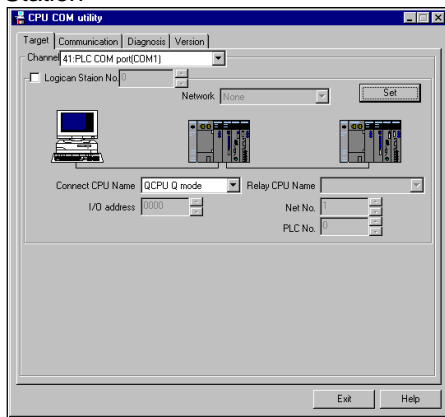 Station
CPU COM utility
Target Communication Diagnosis Version
Channel 41:PLC COM port(COM1)
Logican Staion No. 0
Network None
Set
Connect CPU Name QCPU Q mode Relay CPU Name
I/O address 0000 Net No. 1
PLC No. 0
Exit Help